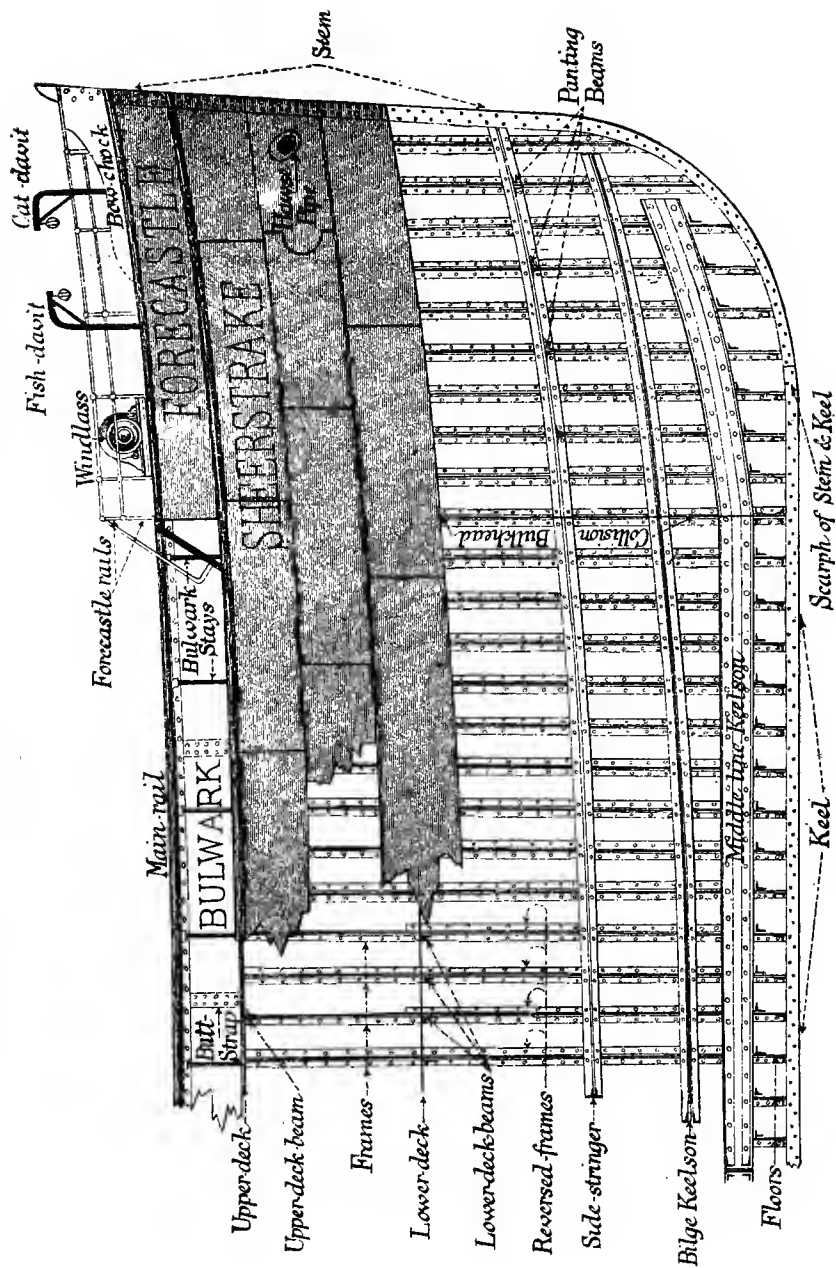 Stem
Cat-davit
Bow-chock
Fish-davit
Windlass
FORECASTLE
Hawse
Pipe
SHEERSTRAKE
Panting
Beams
Forecastle rails
Bulwark
Stays
Main-rail
BULWARK
Butt-
Strap
Collision
Bulkhead
Middle line Keelson
Scarph of Stem & Keel
Keel
Upper-deck
Upper-deck-beam
Frames
Lower-deck
Lower-deck-beams
Reversed-frames
Side-stringer
Bilge Keelson
Floors